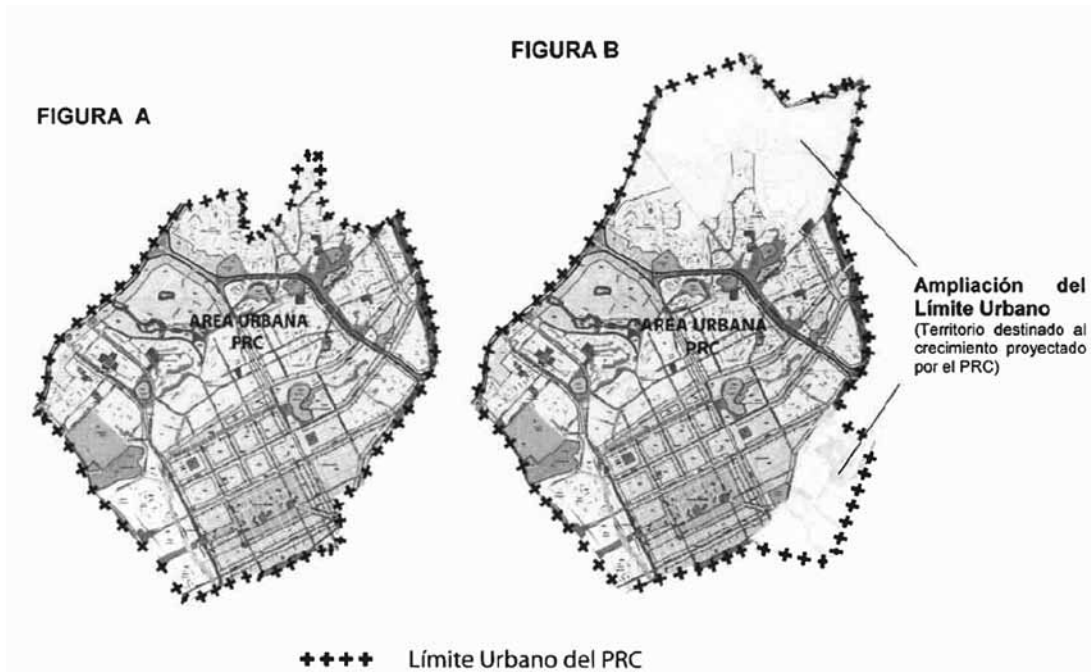 FIGURA A
FIGURA B
AREA URBANA
PRC
AREA URBANA
PRC
Ampliación del
Límite Urbano
(Territorio destinado al
crecimiento proyectado
por el PRC)
Límite Urbano del PRC